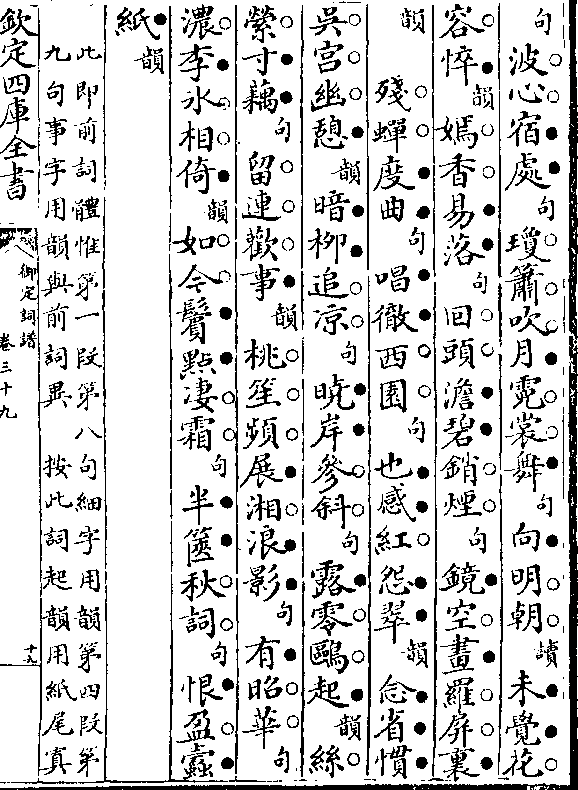 句　波心宿處句瓊簫吹月霓裳舞句向明朝讀未覺花
容悴韻嫣香易落句回頭澹碧銷煙句鏡空畫羅屏裏
韻　殘蟬度曲句唱徹西園句也感紅怨翠韻念省慣
吳宮幽憩韻暗柳追凉句曉岸參斜句露零鷗起韻絲
縈寸藕句留連歡事韻桃笙頻展湘浪影句有昭華句
濃李氷相倚韻如今鬢點凄霜句半箧秋詞句恨盈蠹
紙韻
此即前詞體惟第一段第八句細字用韻第四段第
九句事字用韻與前詞異　按此詞起韻用紙尾寘
欽定四庫全書
御定詞譜
卷三十九
十九